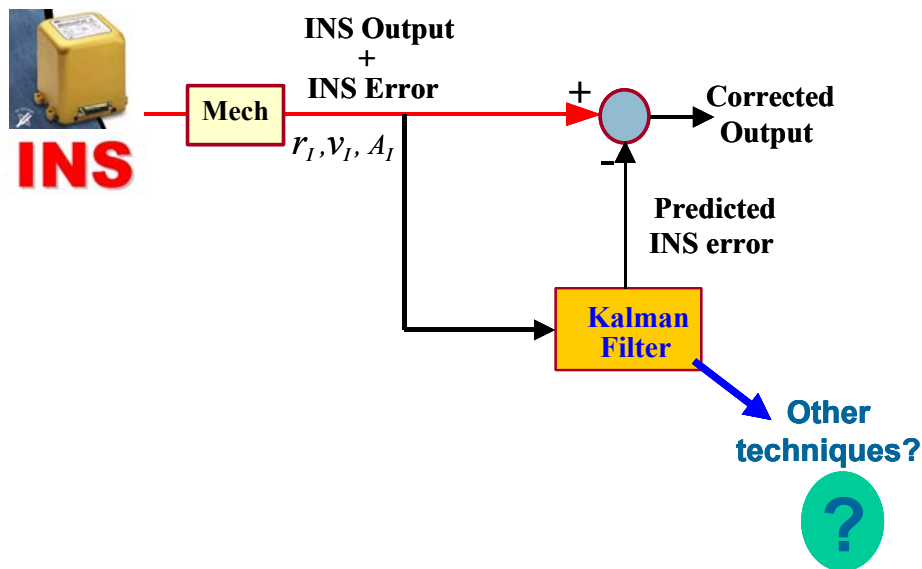 INS Output
+
INS Error
Mech
+
Corrected
Output
r_I, v_I, A_I
-
INS
Predicted
INS error
Kalman
Filter
Other
techniques?
?